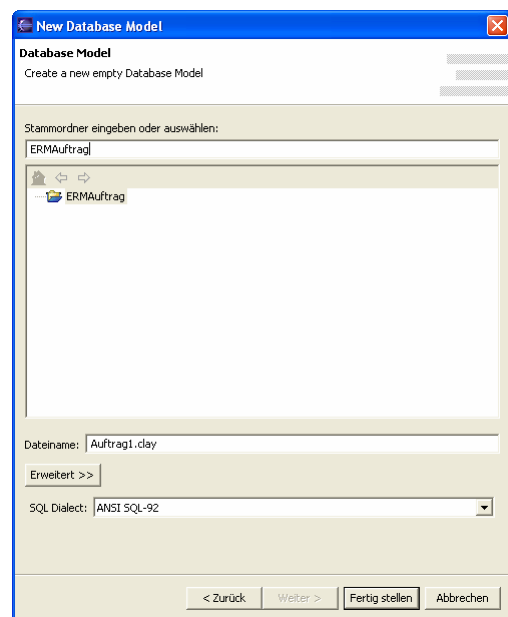 New Database Model
Database Model
Create a new empty Database Model
Stammordner eingeben oder auswählen:
ERMAuftrag
ERMAuftrag
Dateiname: Auftrag1.clay
Erweitert >>
SQL Dialect: ANSI SQL-92
< Zurück Weiter > Fertig stellen Abbrechen